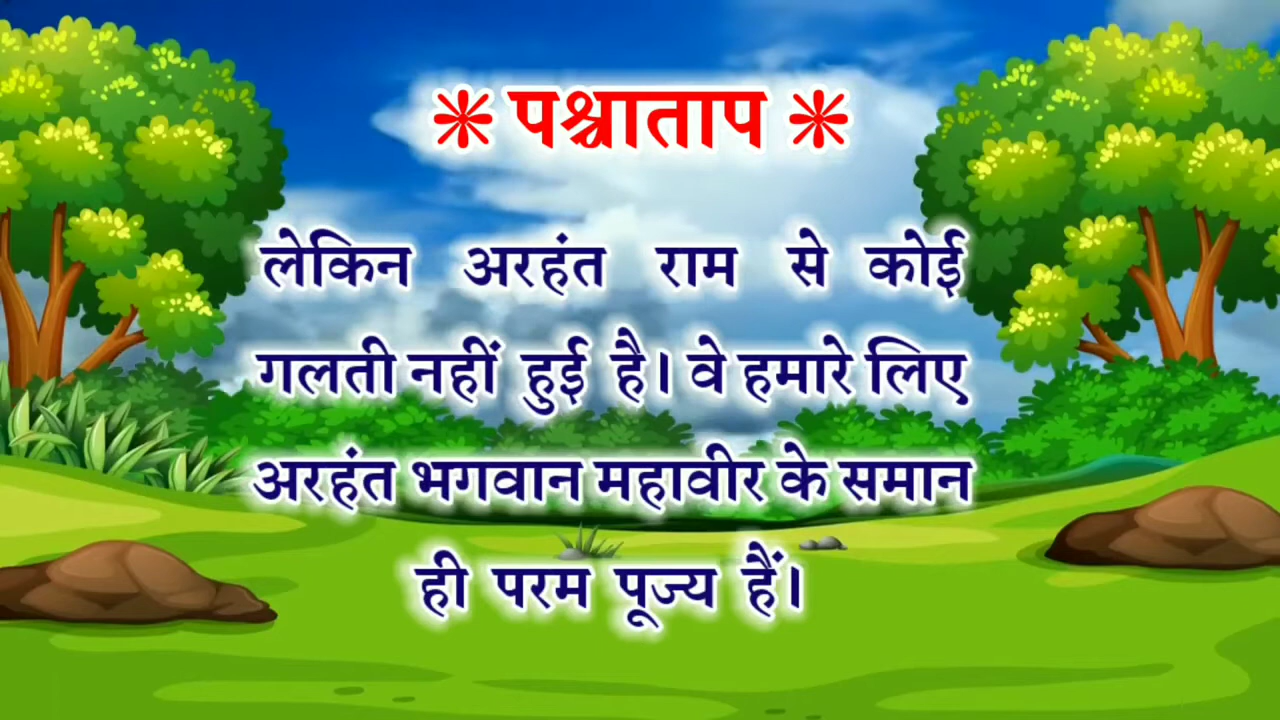 ❊ पश्चाताप ❊
लेकिन अरहंत राम से कोई
गलती नहीं हुई है। वे हमारे लिए
अरहंत भगवान महावीर के समान
ही परम पूज्य हैं।